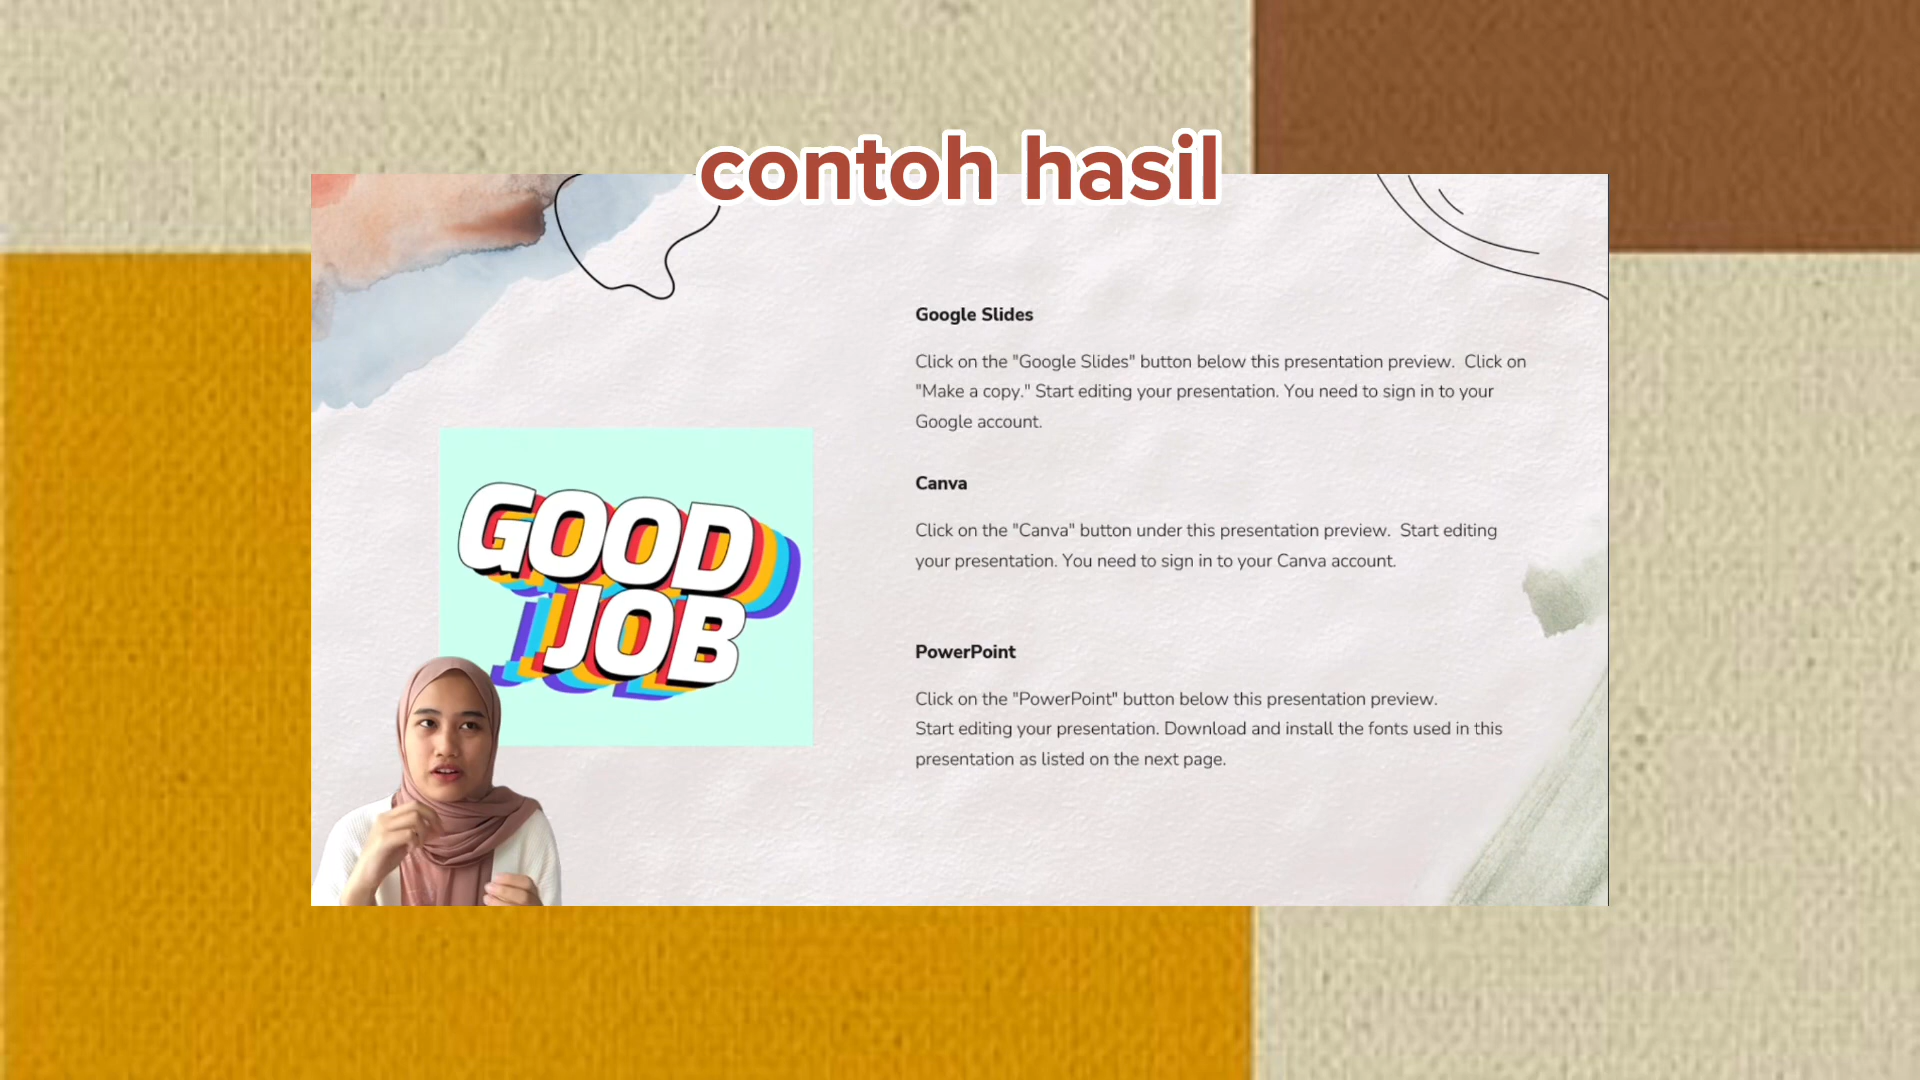 contoh hasil
GOOD
JOB
Google Slides
Click on the "Google Slides" button below this presentation preview.  Click on
"Make a copy." Start editing your presentation. You need to sign in to your
Google account.
Canva
Click on the "Canva" button under this presentation preview.  Start editing
your presentation. You need to sign in to your Canva account.
PowerPoint
Click on the "PowerPoint" button below this presentation preview.
Start editing your presentation. Download and install the fonts used in this
presentation as listed on the next page.